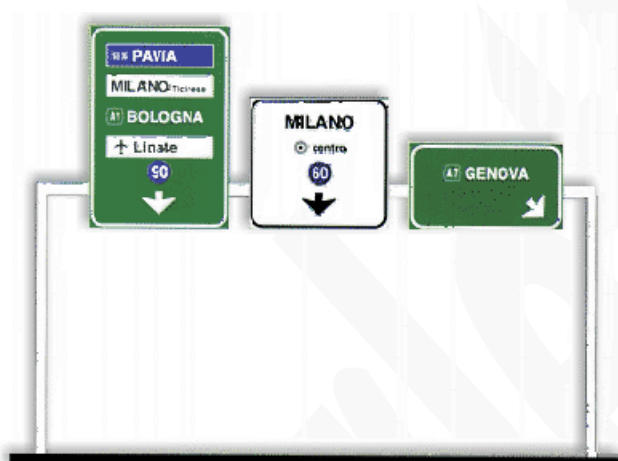 PAVIA
MILANO Ticinese
A1 BOLOGNA
Linate
90
MILANO
centro
60
A7 GENOVA